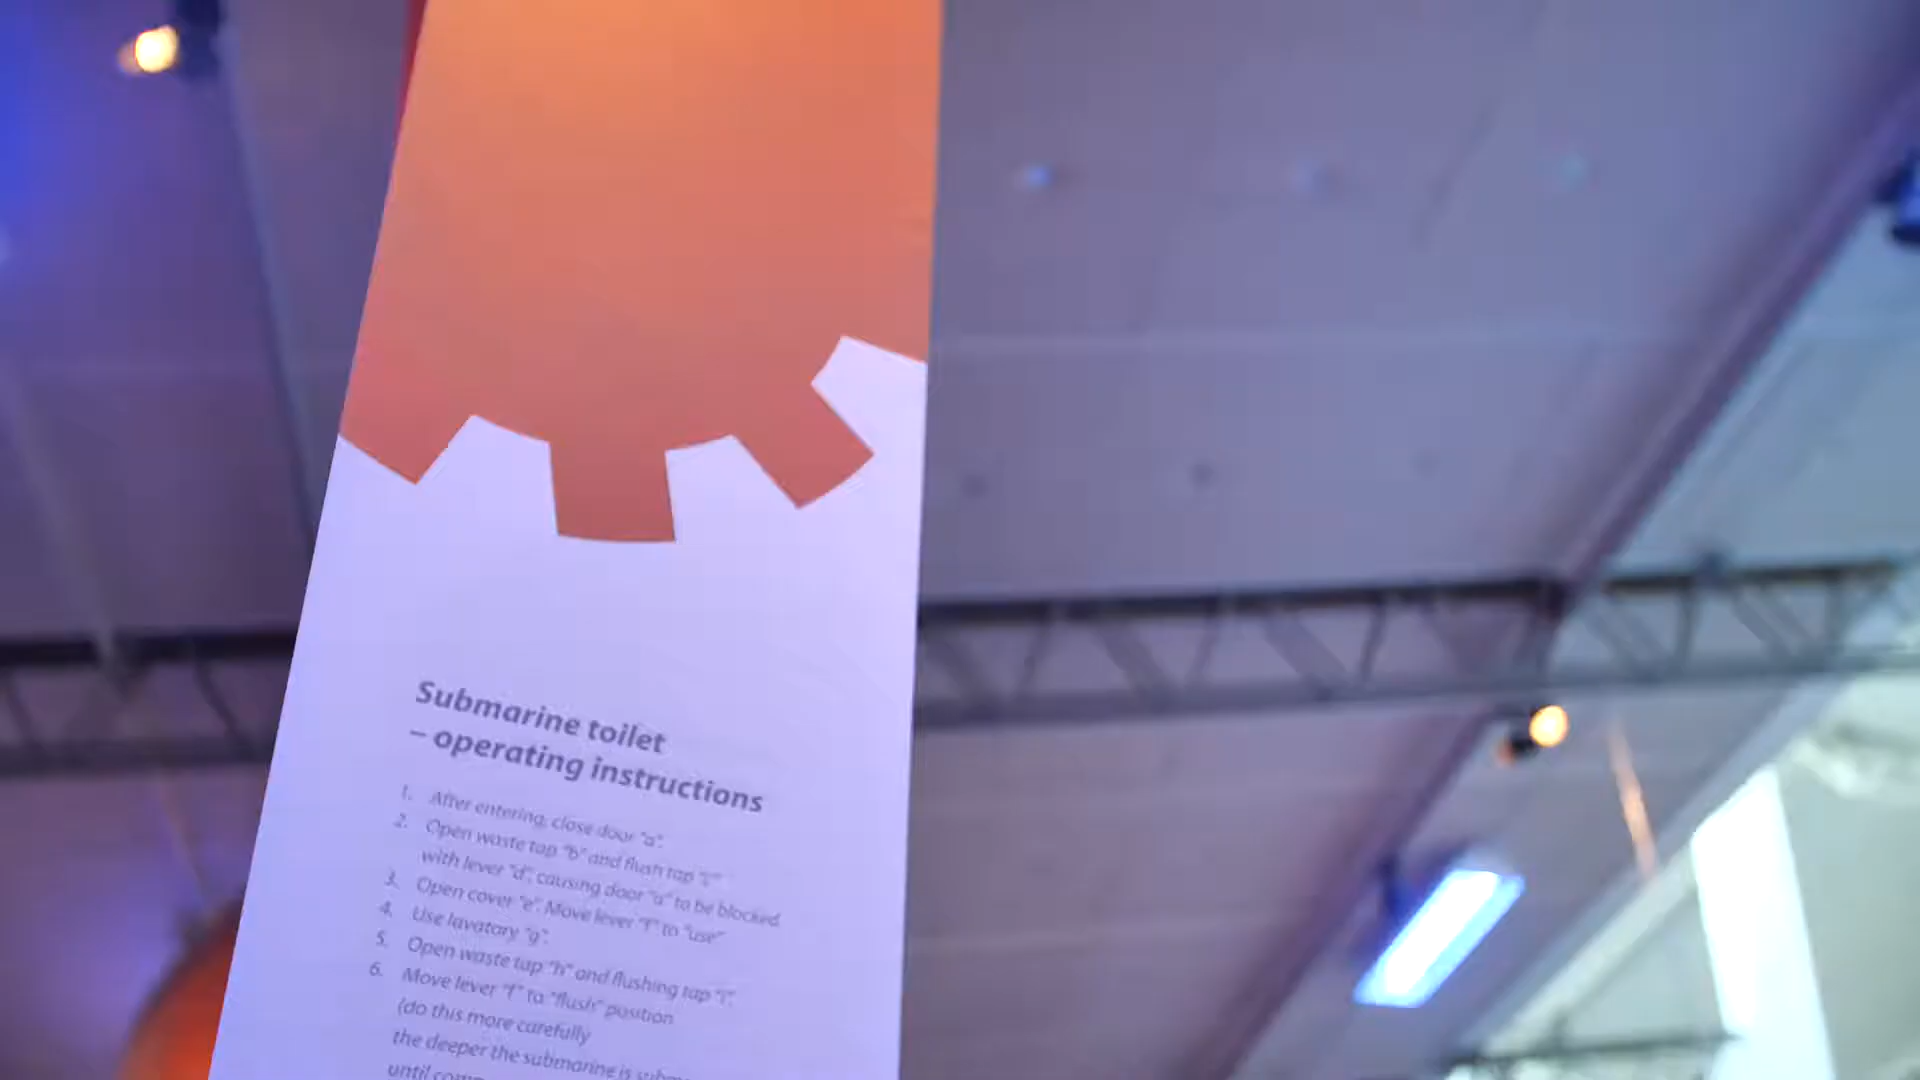 Submarine toilet
– operating instructions
1. After entering, close door "a".
2. Open waste tap "b" and flush tap "c"
with lever "d", causing door "a" to be blocked.
3. Open cover "e". Move lever "f" to "use"
4. Use lavatory "g".
5. Open waste tap "h" and flushing tap "i".
6. Move lever "f" to "flush" position
(do this more carefully
the deeper the submarine is
until